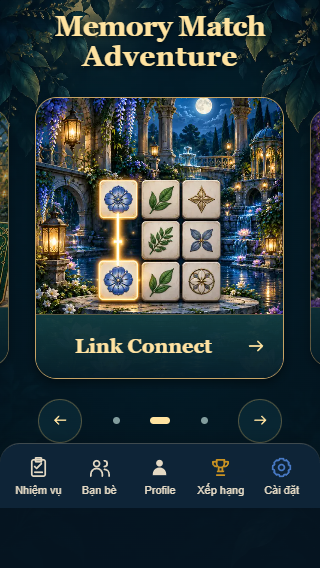 Memory Match
Adventure
Link Connect
Nhiệm vụ
Bạn bè
Profile
Xếp hạng
Cài đặt